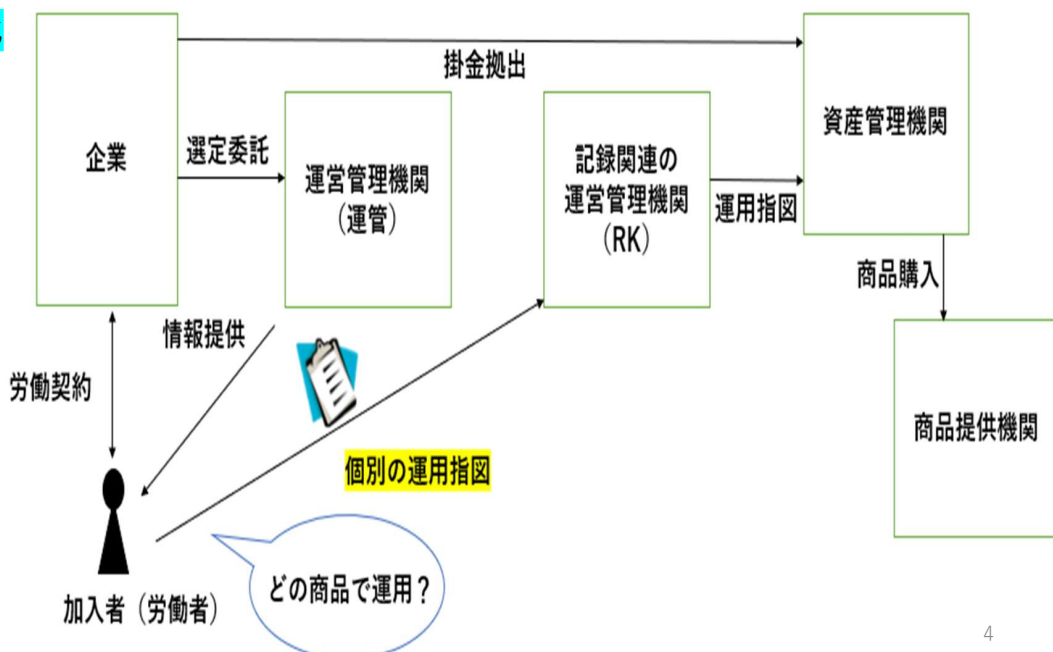 掛金拠出
企業
選定委託
運営管理機関
（運管）
記録関連の
運営管理機関
（RK）
運用指図
資産管理機関
商品購入
情報提供
労働契約
商品提供機関
個別の運用指図
どの商品で運用？
加入者（労働者）
4